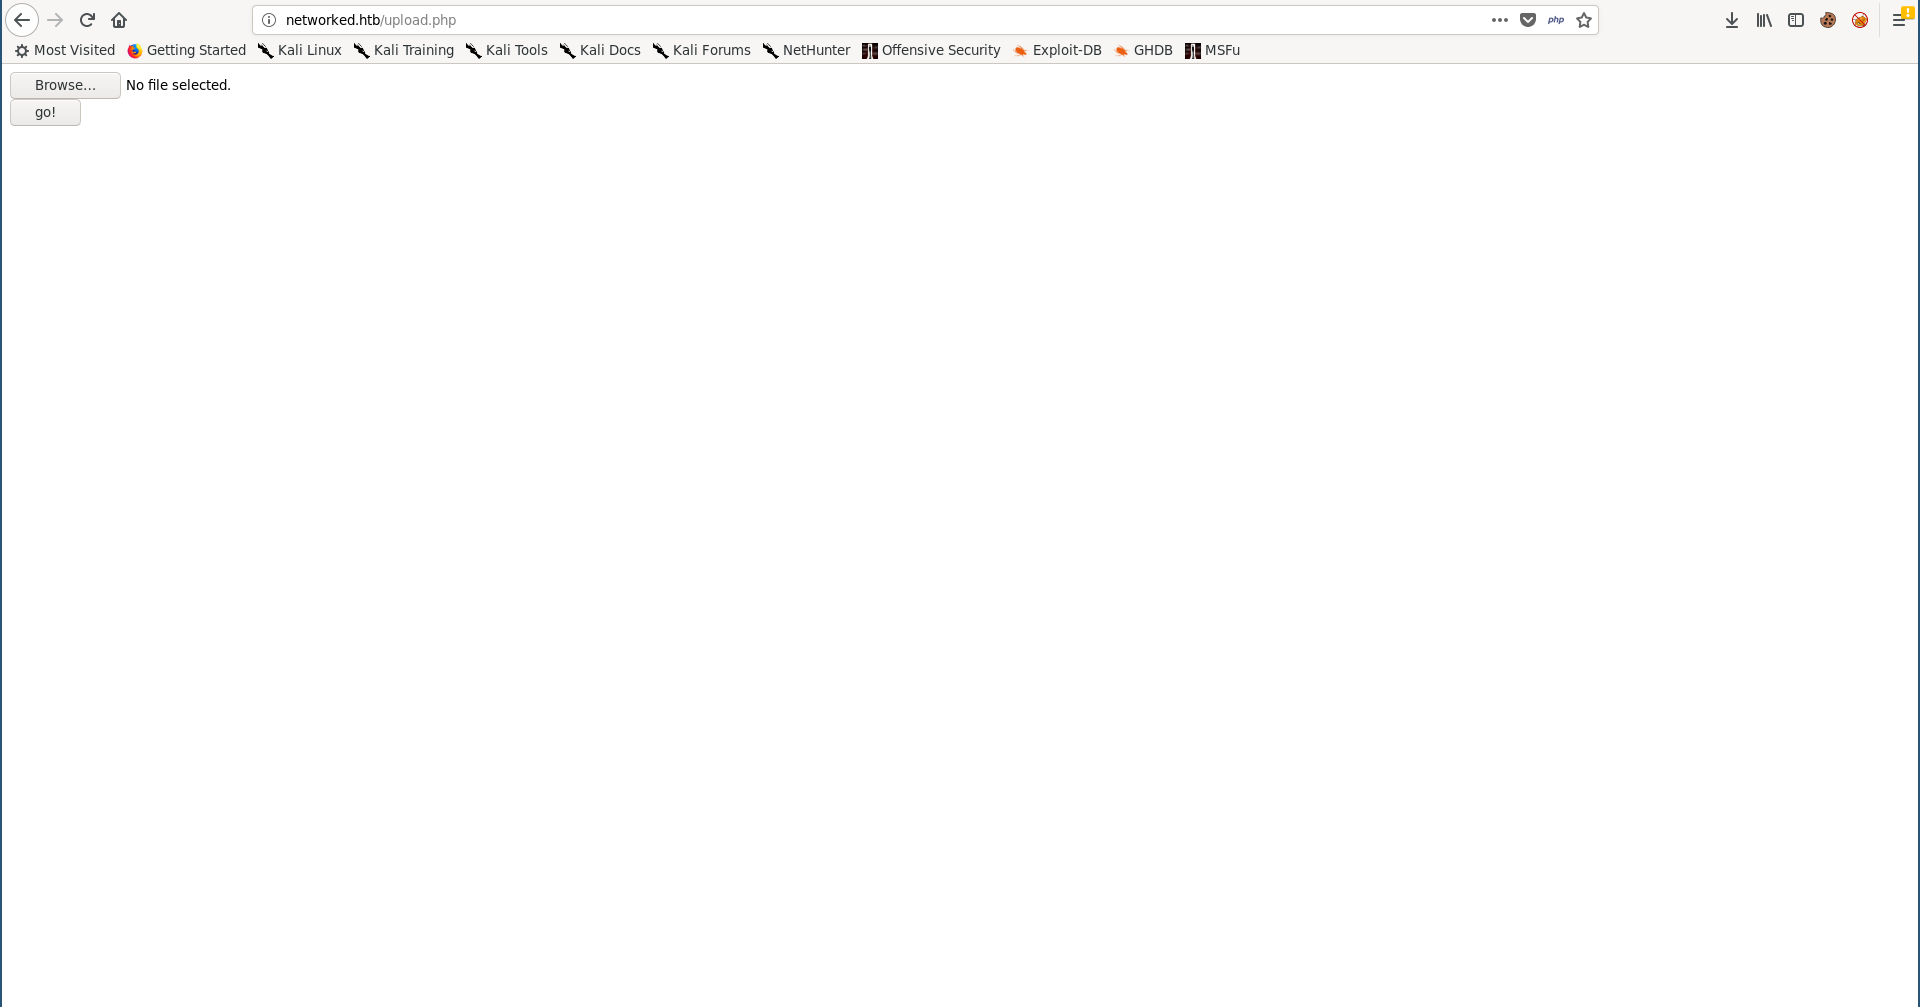 networked.htb/upload.php php
Most Visited Getting Started Kali Linux Kali Training Kali Tools Kali Docs Kali Forums NetHunter Offensive Security Exploit-DB GHDB MSFu
Browse... No file selected.
go!